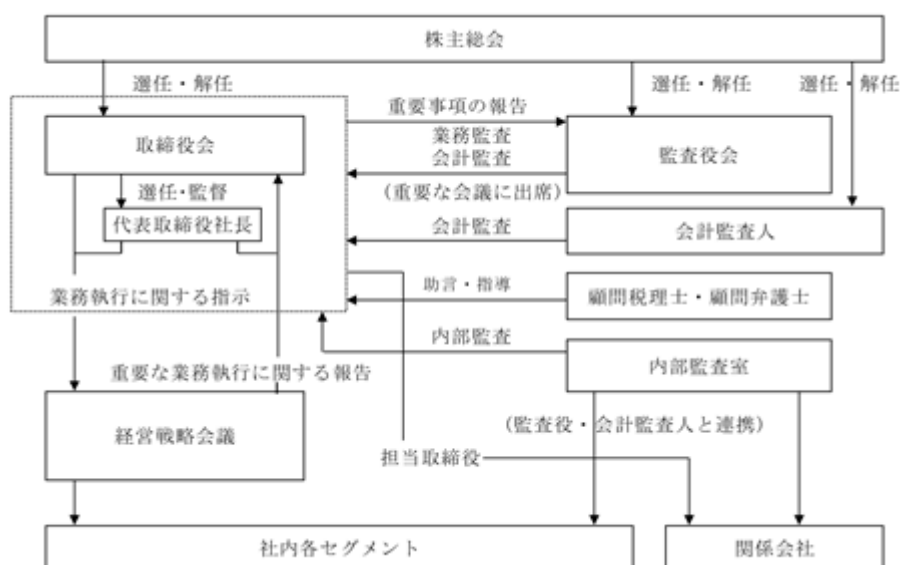 株主総会
選任・解任
選任・解任
選任・解任
重要事項の報告
取締役会
業務監査
会計監査
監査役会
選任・監督
(重要な会議に出席)
代表取締役社長
会計監査
会計監査人
業務執行に関する指示
助言・指導
顧問税理士・顧問弁護士
内部監査
内部監査室
重要な業務執行に関する報告
経営戦略会議
(監査役・会計監査人と連携)
担当取締役
社内各セグメント
関係会社